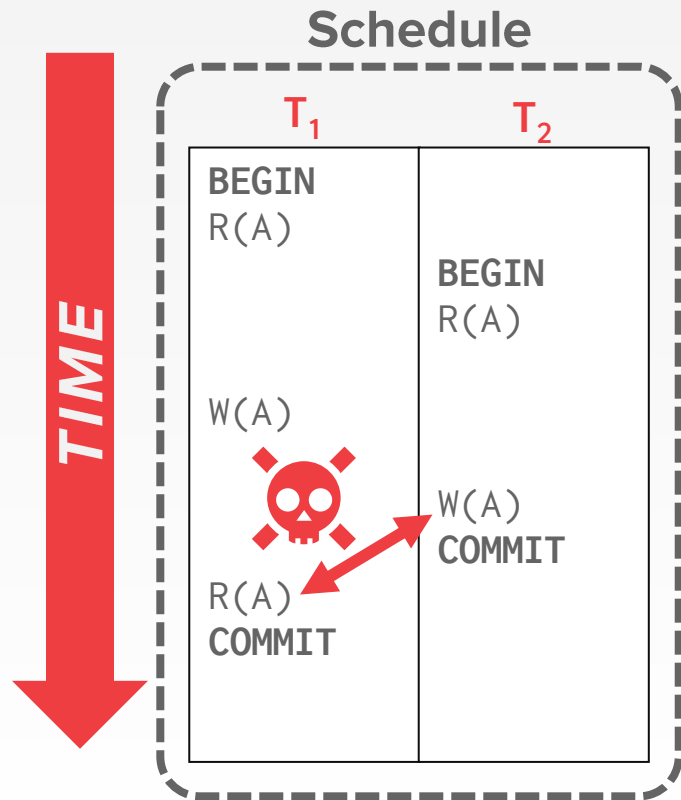 Schedule
TIME
T₁
T₂
BEGIN
R(A)
BEGIN
R(A)
W(A)
W(A)
COMMIT
R(A)
COMMIT